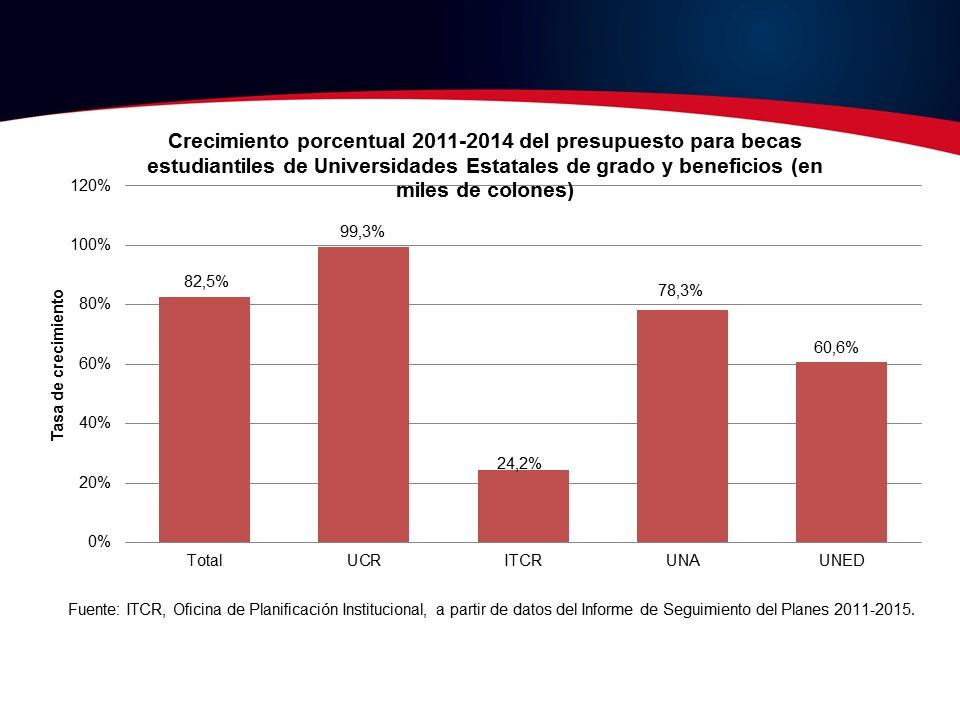 Crecimiento porcentual 2011-2014 del presupuesto para becas
estudiantiles de Universidades Estatales de grado y beneficios (en
miles de colones)
120%
100%
80%
60%
40%
20%
0%
Tasa de crecimiento
82,5%
99,3%
24,2%
78,3%
60,6%
Total
UCR
ITCR
UNA
UNED
Fuente: ITCR, Oficina de Planificación Institucional, a partir de datos del Informe de Seguimiento del Planes 2011-2015.